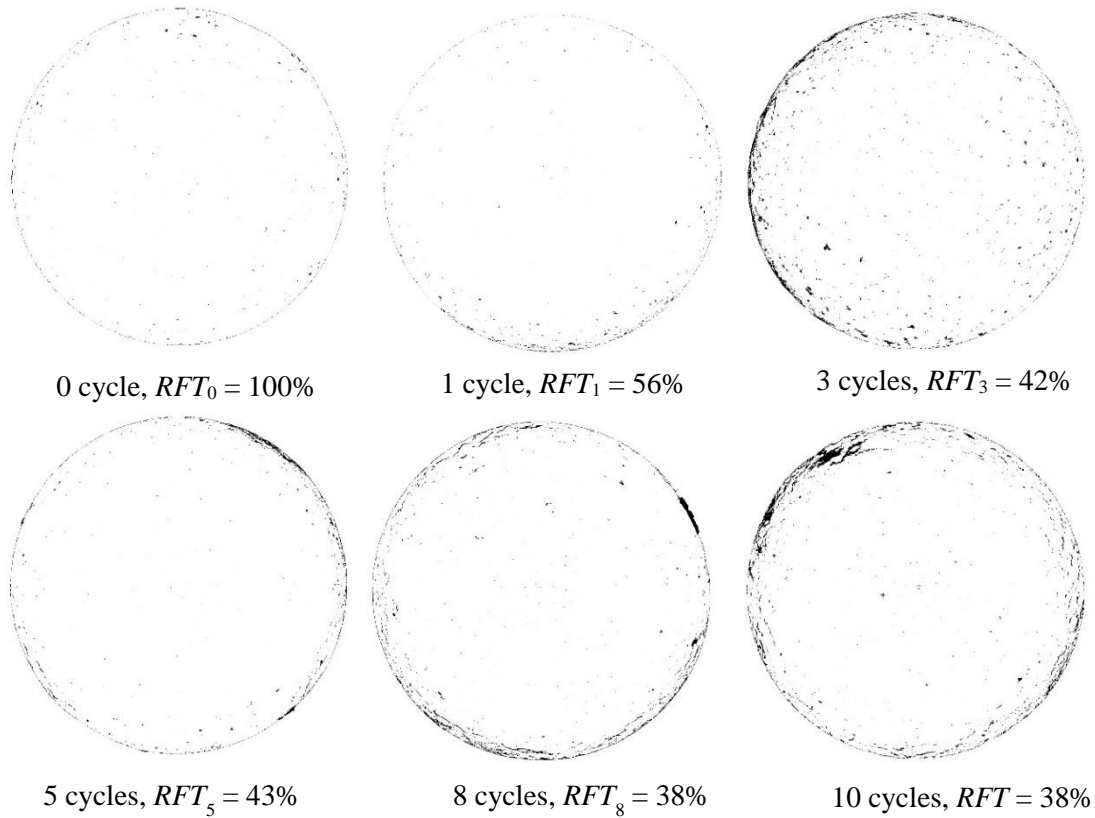 0 cycle, RFT₀ = 100%
1 cycle, RFT₁ = 56%
3 cycles, RFT₃ = 42%
5 cycles, RFT₅ = 43%
8 cycles, RFT₈ = 38%
10 cycles, RFT = 38%